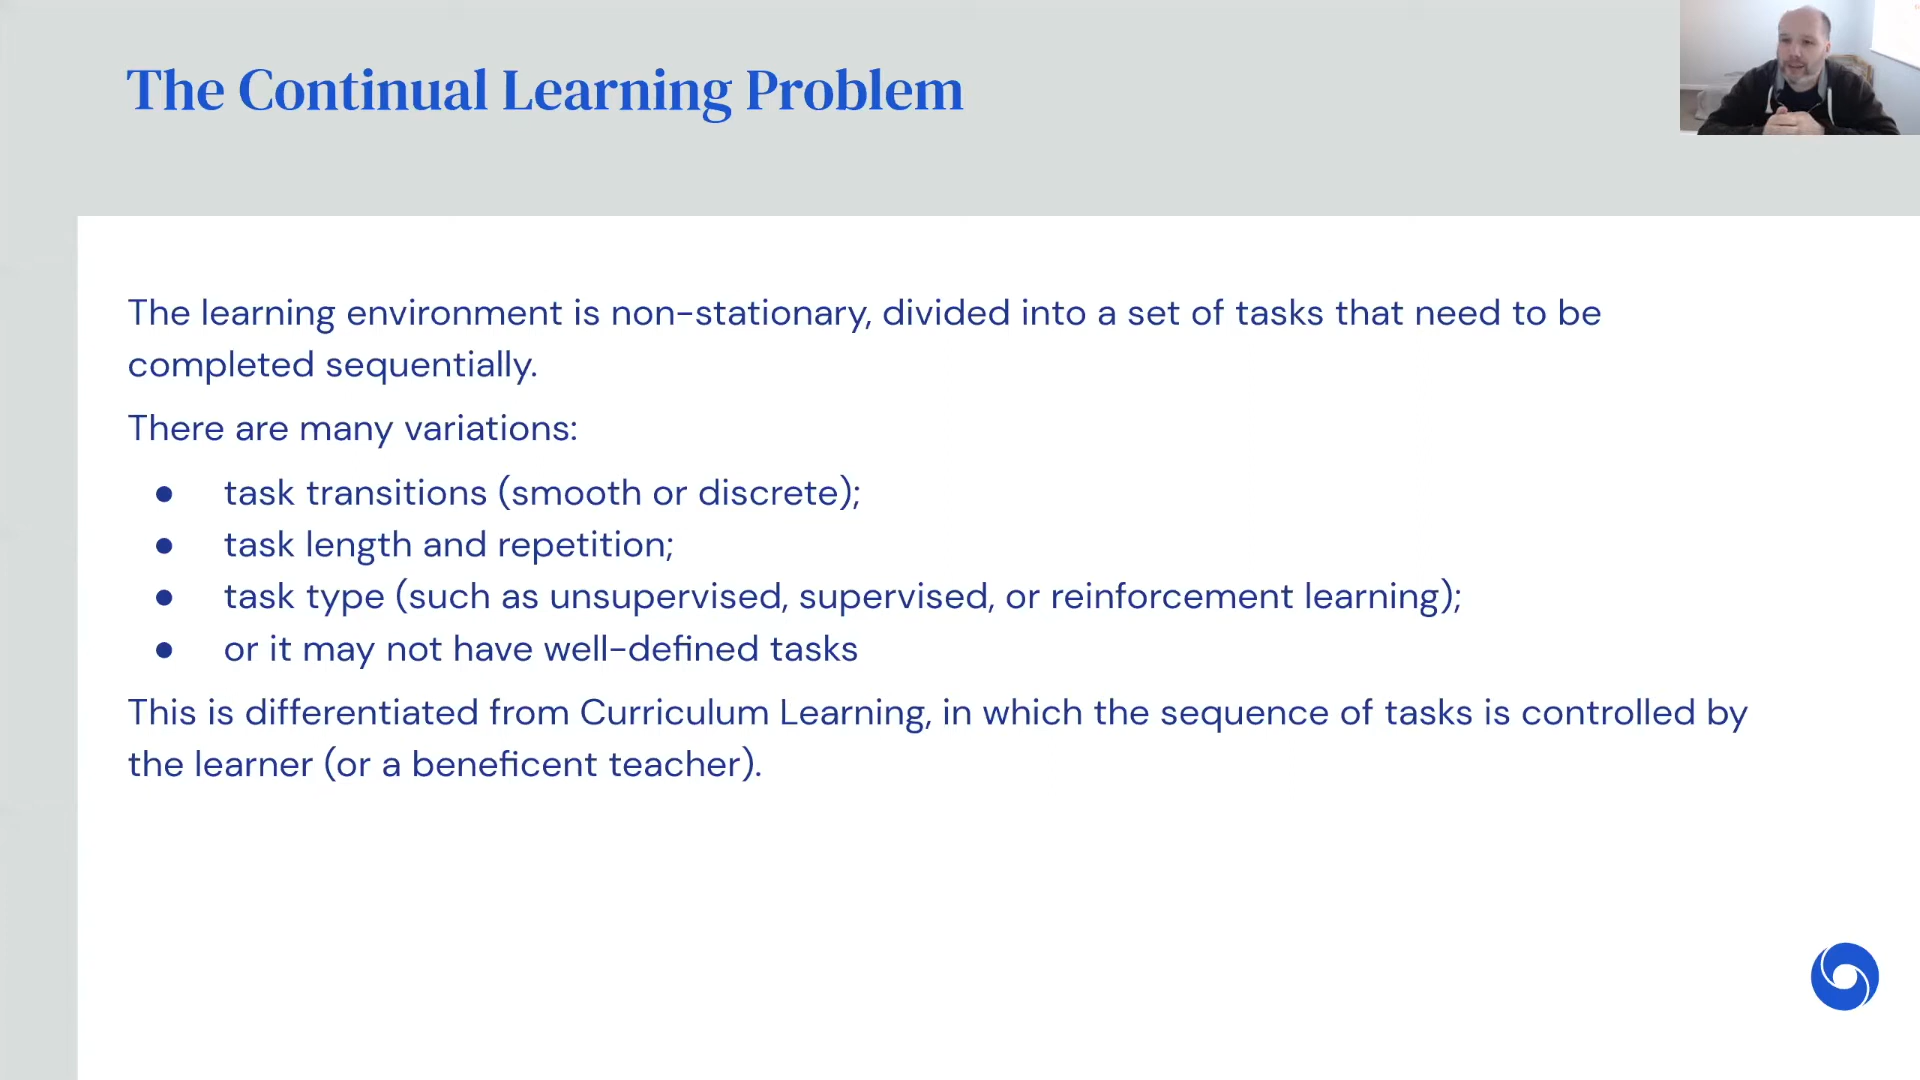 The Continual Learning Problem
The learning environment is non-stationary, divided into a set of tasks that need to be
completed sequentially.
There are many variations:
● task transitions (smooth or discrete);
● task length and repetition;
● task type (such as unsupervised, supervised, or reinforcement learning);
● or it may not have well-defined tasks
This is differentiated from Curriculum Learning, in which the sequence of tasks is controlled by
the learner (or a beneficent teacher).